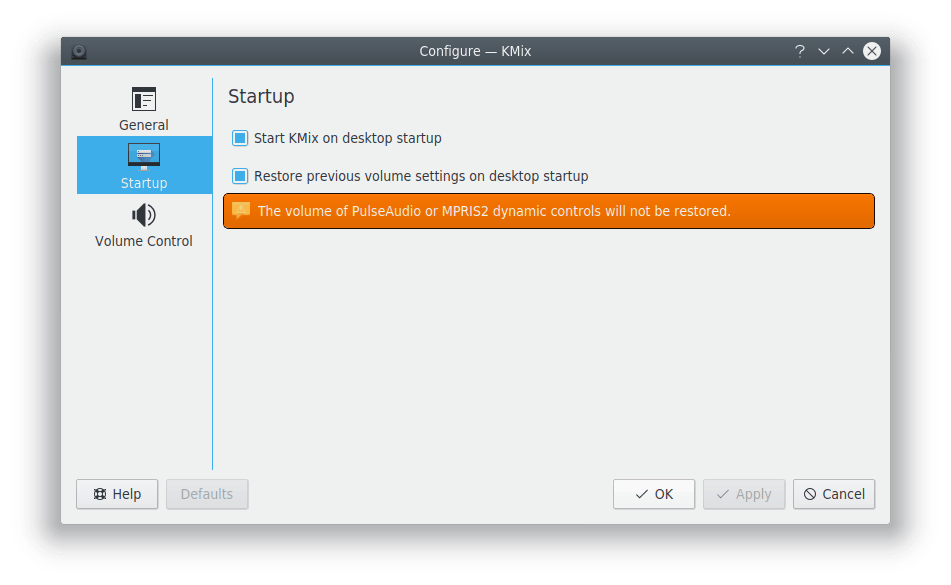 Configure — KMix
General
Startup
Volume Control
Startup
Start KMix on desktop startup
Restore previous volume settings on desktop startup
The volume of PulseAudio or MPRIS2 dynamic controls will not be restored.
Help
Defaults
OK
Apply
Cancel